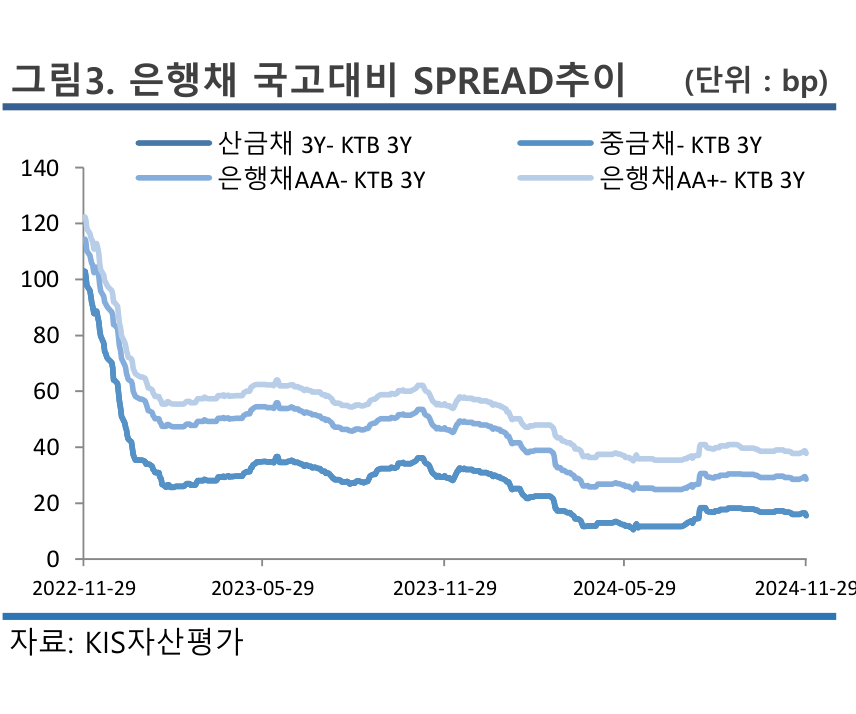 그림3. 은행채 국고대비 SPREAD추이 (단위 : bp)
산금채 3Y- KTB 3Y 중금채- KTB 3Y
은행채AAA- KTB 3Y 은행채AA+- KTB 3Y
140
120
100
80
60
40
20
0
2022-11-29 2023-05-29 2023-11-29 2024-05-29 2024-11-29
자료: KIS자산평가